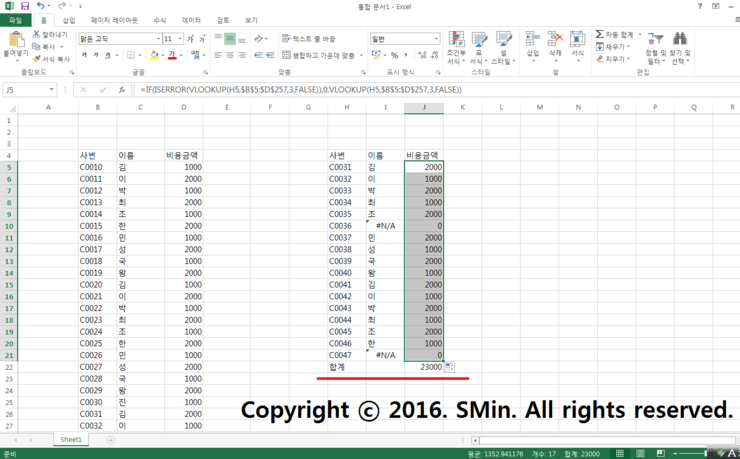 통합 문서1 - Excel
파일 홈 삽입 페이지 레이아웃 수식 데이터 검토 보기
붙여넣기 잘라내기 복사 서식 복사 클립보드
맑은 고딕 11 가 가 가 글꼴
텍스트 줄 바꿈 병합하고 가운데 맞춤 맞춤
일반 % 표시 형식
조건부 서식 표 서식 셀 스타일 스타일
삽입 삭제 서식 셀
자동 합계 채우기 지우기 정렬 및 필터 찾기 및 선택 편집
J5 =IF(ISERROR(VLOOKUP(H5,$B$5:$D$257,3,FALSE)),0,VLOOKUP(H5,$B$5:$D$257,3,FALSE))
A B C D E F G H I J K L M N O P Q R
1
2
3
4 사번 이름 비용금액 사번 이름 비용금액
5 C0010 김 1000 C0031 김 2000
6 C0011 이 2000 C0032 이 1000
7 C0012 박 1000 C0033 박 2000
8 C0013 최 2000 C0034 최 1000
9 C0014 조 1000 C0035 조 2000
10 C0015 한 2000 C0036 #N/A 0
11 C0016 민 1000 C0037 민 2000
12 C0017 성 2000 C0038 성 1000
13 C0018 국 1000 C0039 국 2000
14 C0019 왕 2000 C0040 왕 1000
15 C0020 김 1000 C0041 김 2000
16 C0021 이 2000 C0042 이 1000
17 C0022 박 1000 C0043 박 2000
18 C0023 최 2000 C0044 최 1000
19 C0024 조 1000 C0045 조 2000
20 C0025 한 2000 C0046 한 1000
21 C0026 민 1000 C0047 #N/A 0
22 C0027 성 2000 합계 23000
23 C0028 국 1000
24 C0029 왕 2000
25 C0030 진 1000
26 C0031 김 2000
27 C0032 이 1000
Copyright ⓒ 2016. SMin. All rights reserved.
Sheet1
준비 평균: 1352.941176 개수: 17 합계: 23000